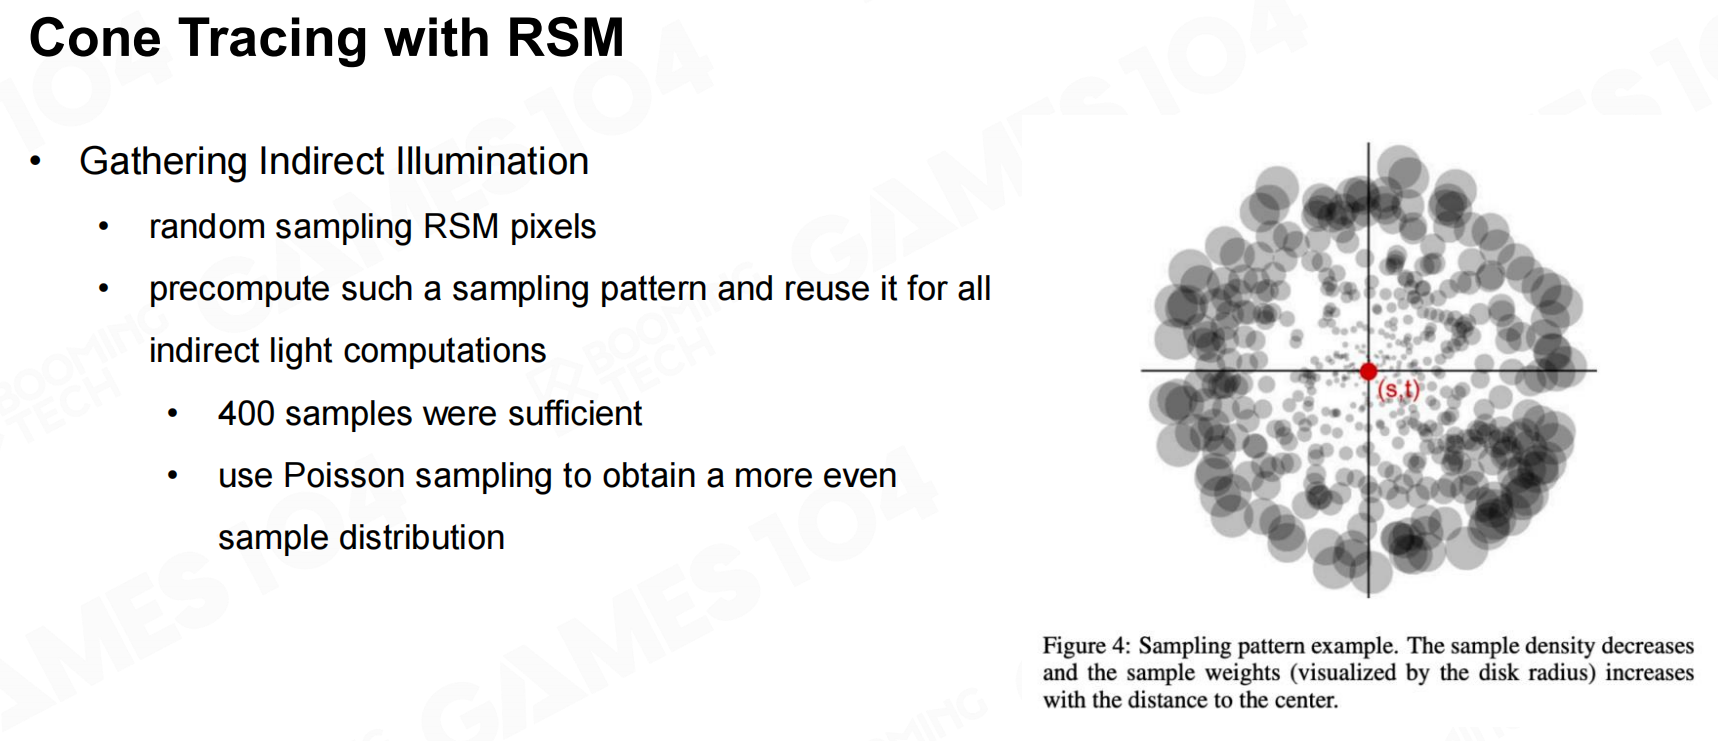 Cone Tracing with RSM
• Gathering Indirect Illumination
• random sampling RSM pixels
• precompute such a sampling pattern and reuse it for all
indirect light computations
• 400 samples were sufficient
• use Poisson sampling to obtain a more even
sample distribution
(s,t)
Figure 4: Sampling pattern example. The sample density decreases
and the sample weights (visualized by the disk radius) increases
with the distance to the center.
GAMES104
BOOMING
TECH